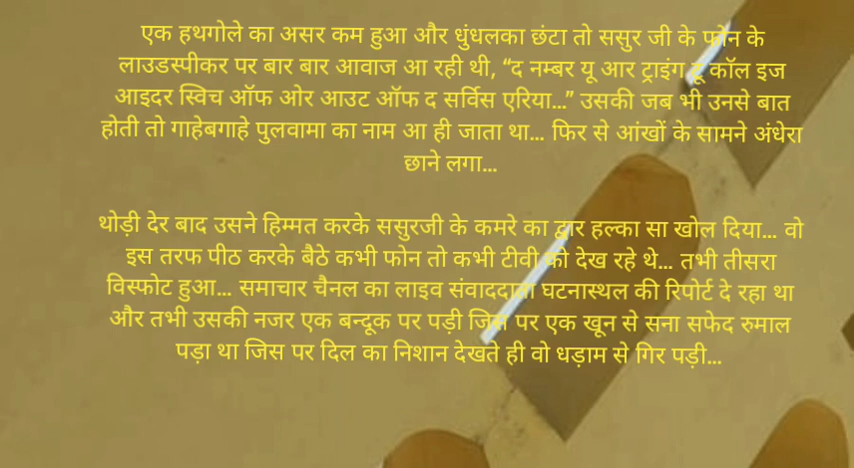 एक हथगोले का असर कम हुआ और धुंधलका छंटा तो ससुर जी के फोन के
लाउडस्पीकर पर बार बार आवाज आ रही थी, “द नम्बर यू आर ट्राइंग टू कॉल इज
आइदर स्विच ऑफ ओर आउट ऑफ द सर्विस एरिया...” उसकी जब भी उनसे बात
होती तो गाहेबगाहे पुलवामा का नाम आ ही जाता था... फिर से आंखों के सामने अंधेरा
छाने लगा...
थोड़ी देर बाद उसने हिम्मत करके ससुरजी के कमरे का द्वार हल्का सा खोल दिया... वो
इस तरफ पीठ करके बैठे कभी फोन तो कभी टीवी को देख रहे थे... तभी तीसरा
विस्फोट हुआ... समाचार चैनल का लाइव संवाददाता घटनास्थल की रिपोर्ट दे रहा था
और तभी उसकी नजर एक बन्दूक पर पड़ी जिस पर एक खून से सना सफेद रुमाल
पड़ा था जिस पर दिल का निशान देखते ही वो धड़ाम से गिर पड़ी...